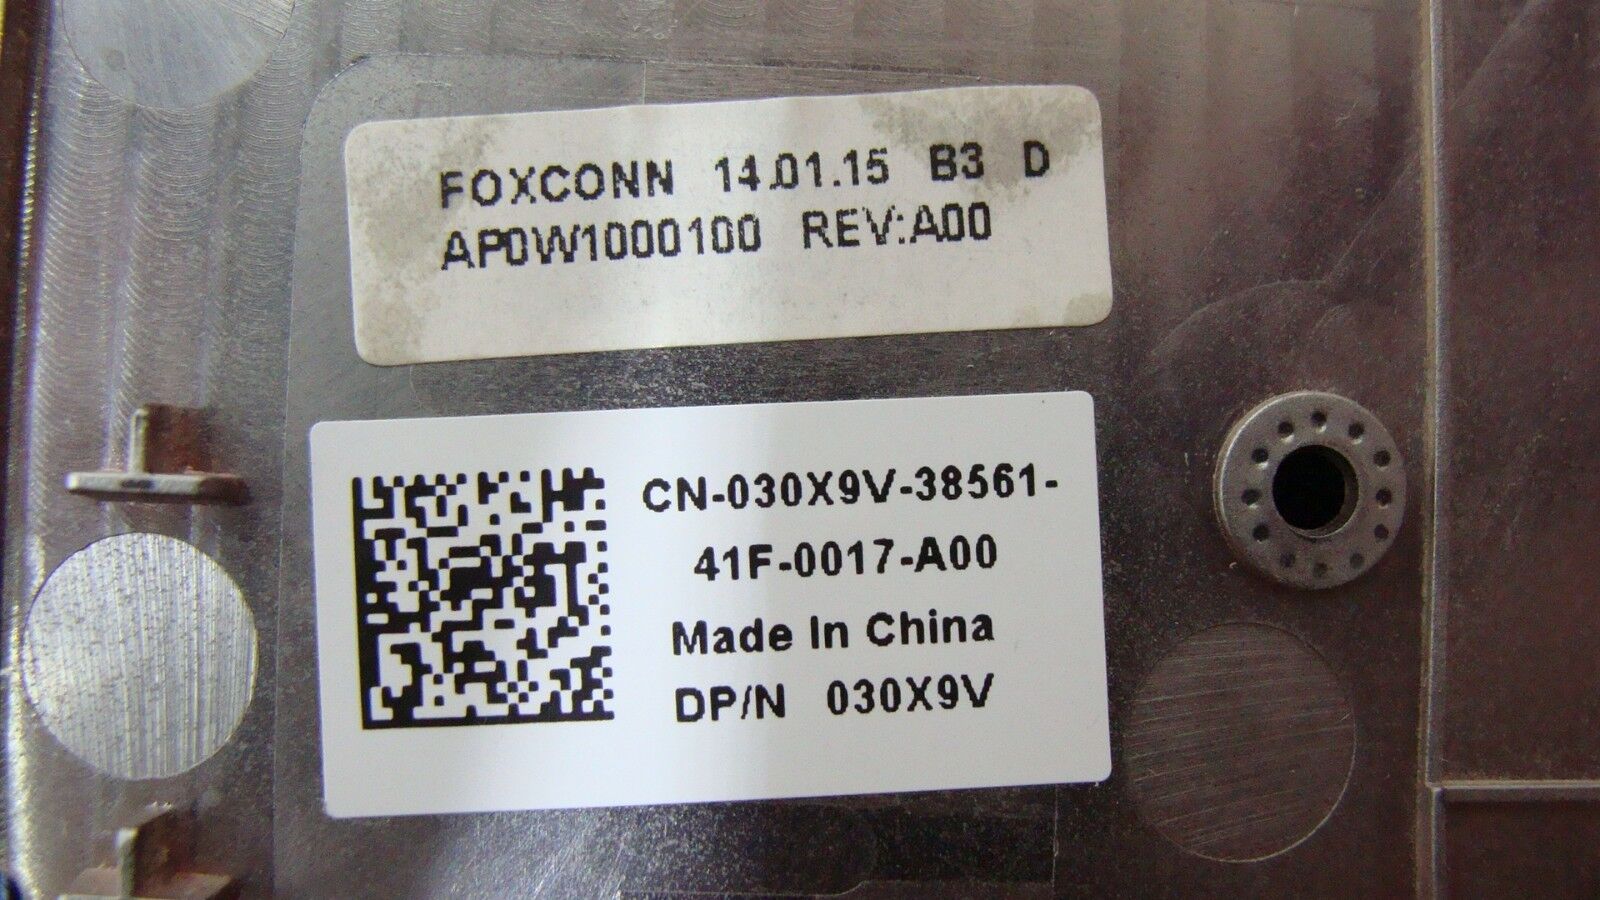 FOXCONN 14.01.15 B3 D
AP0W1000100 REV:A00
CN-030X9V-38561-
41F-0017-A00
Made In China
DP/N 030X9V